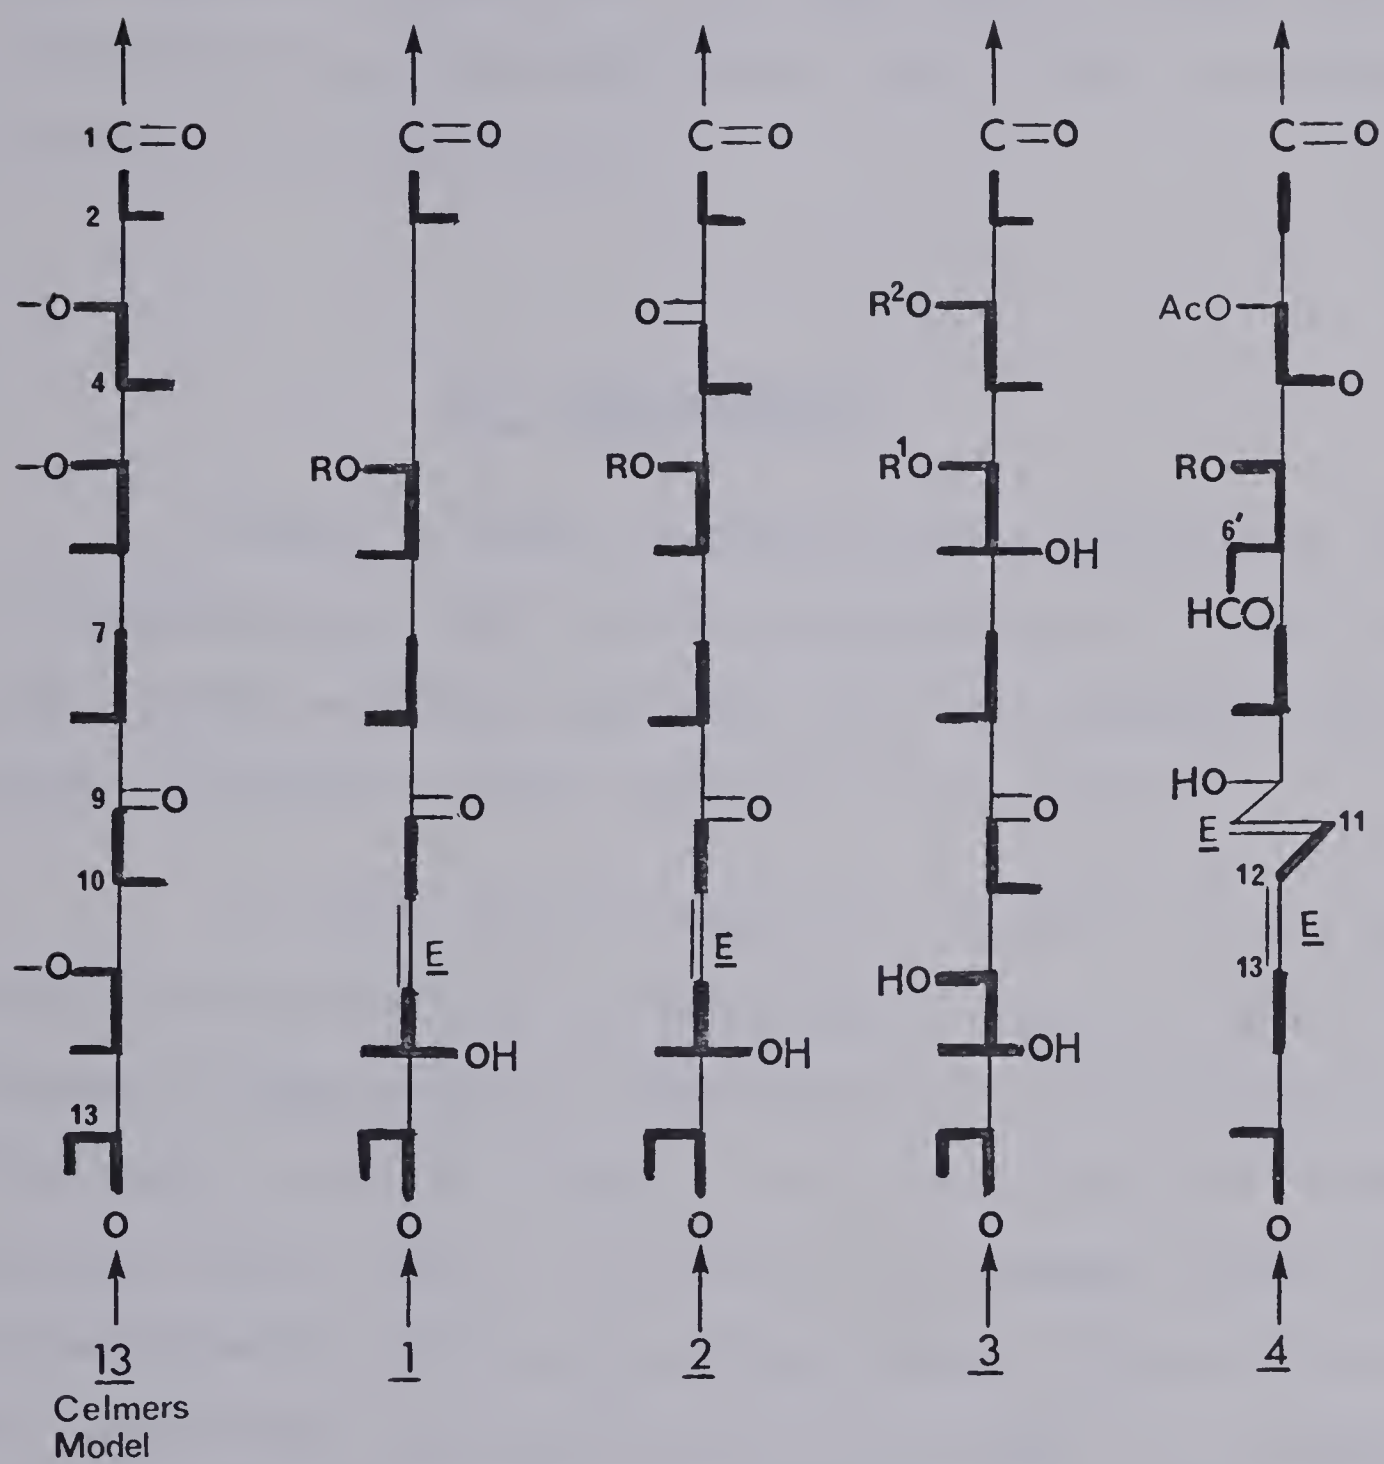 1 C=O C=O C=O C=O C=O
2
-O O R²O AcO
4 O
-O RO RO R¹O RO
OH 6'
7 HCO
9 O O O O HO
E 11
10 12
E E E
-O HO 13
OH OH OH
13
O O O O O
13 1 2 3 4
Celmers
Model